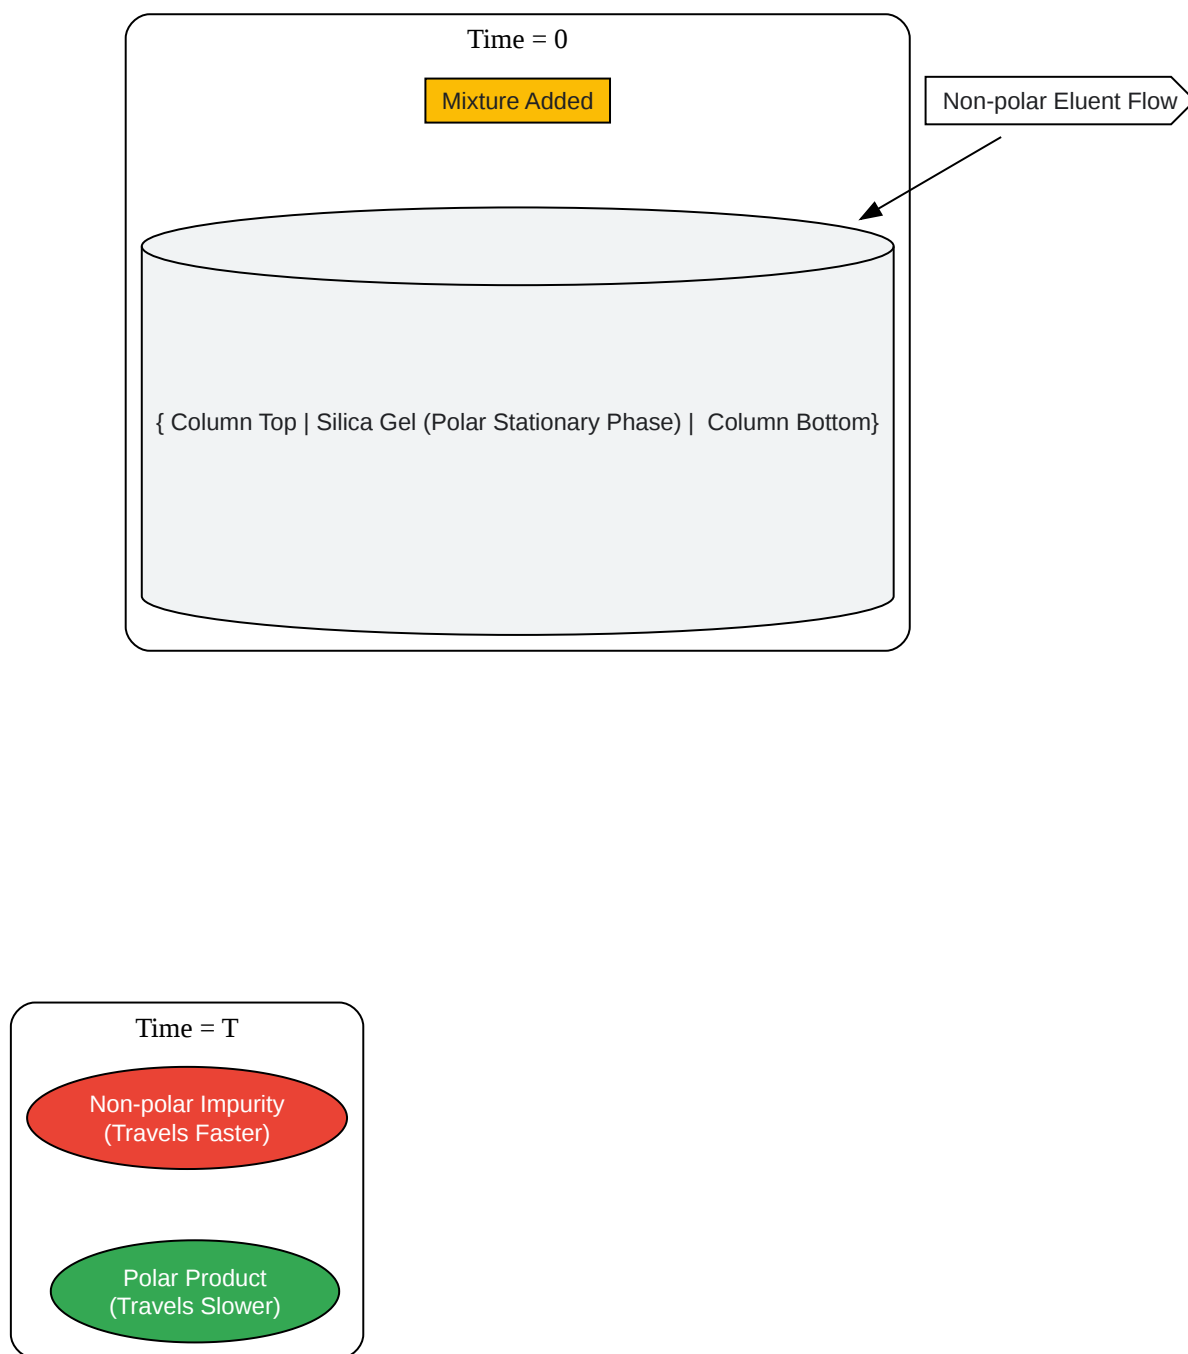 Time = 0
Mixture Added
Non-polar Eluent Flow
{ Column Top | Silica Gel (Polar Stationary Phase) |  Column Bottom}
Time = T
Non-polar Impurity
(Travels Faster)
Polar Product
(Travels Slower)